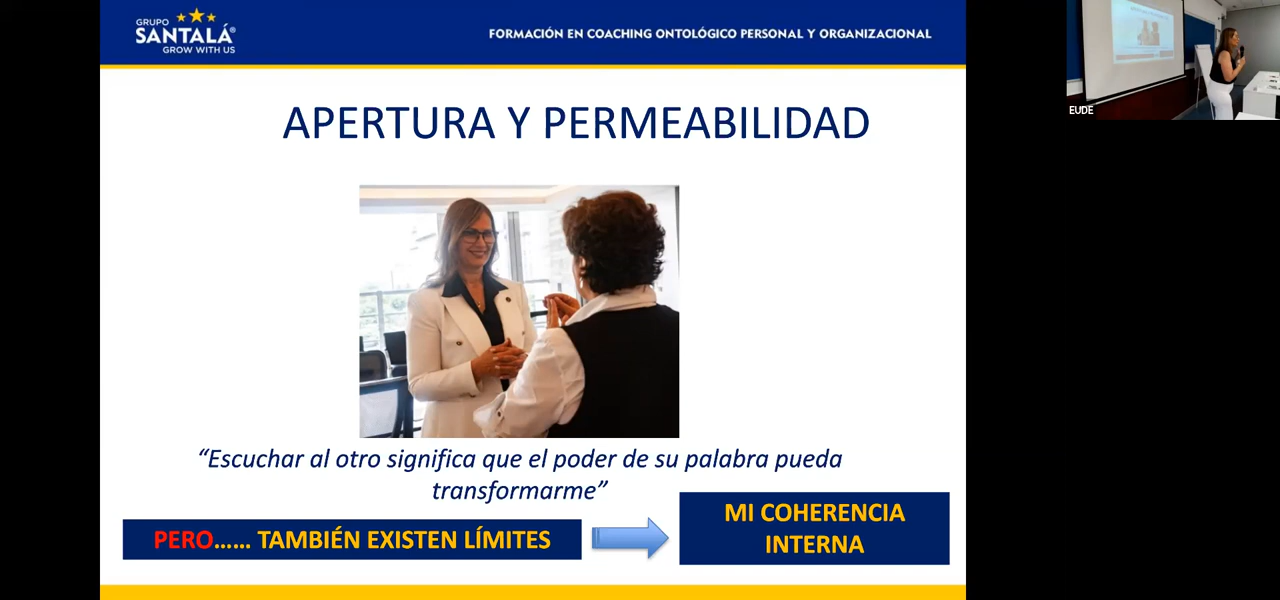 GRUPO
SANTALÁ®
GROW WITH US
FORMACIÓN EN COACHING ONTOLÓGICO PERSONAL Y ORGANIZACIONAL
EUDE
APERTURA Y PERMEABILIDAD
“Escuchar al otro significa que el poder de su palabra pueda
transformarme”
PERO...... TAMBIÉN EXISTEN LÍMITES
MI COHERENCIA
INTERNA